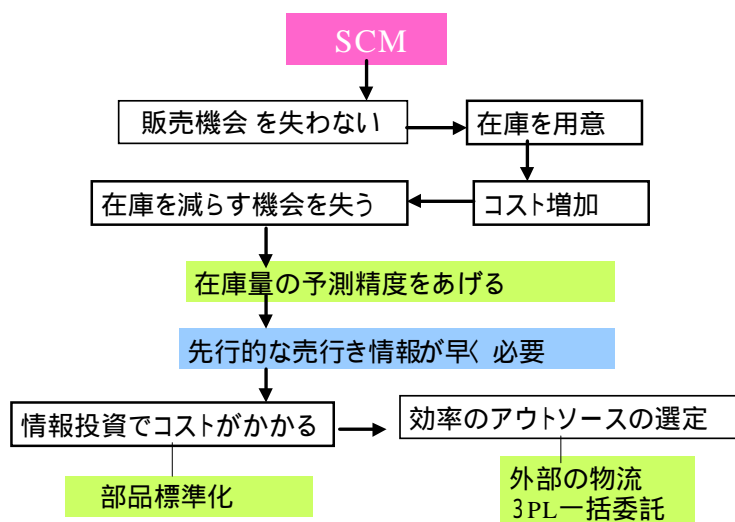 SCM
販売機会を失わない
在庫を用意
在庫を減らす機会を失う
コスト増加
在庫量の予測精度をあげる
先行的な売行き情報が早く必要
情報投資でコストがかかる
効率のアウトソースの選定
部品標準化
外部の物流
3PL一括委託